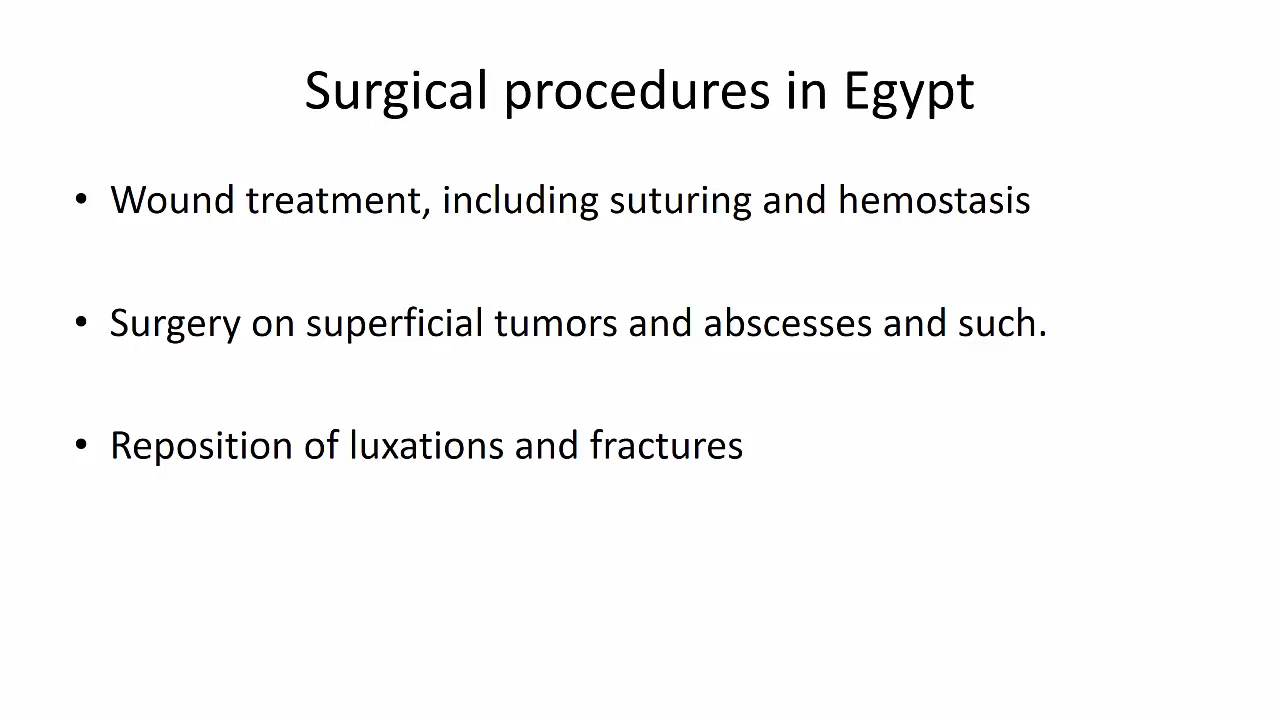 Surgical procedures in Egypt
• Wound treatment, including suturing and hemostasis
• Surgery on superficial tumors and abscesses and such.
• Reposition of luxations and fractures